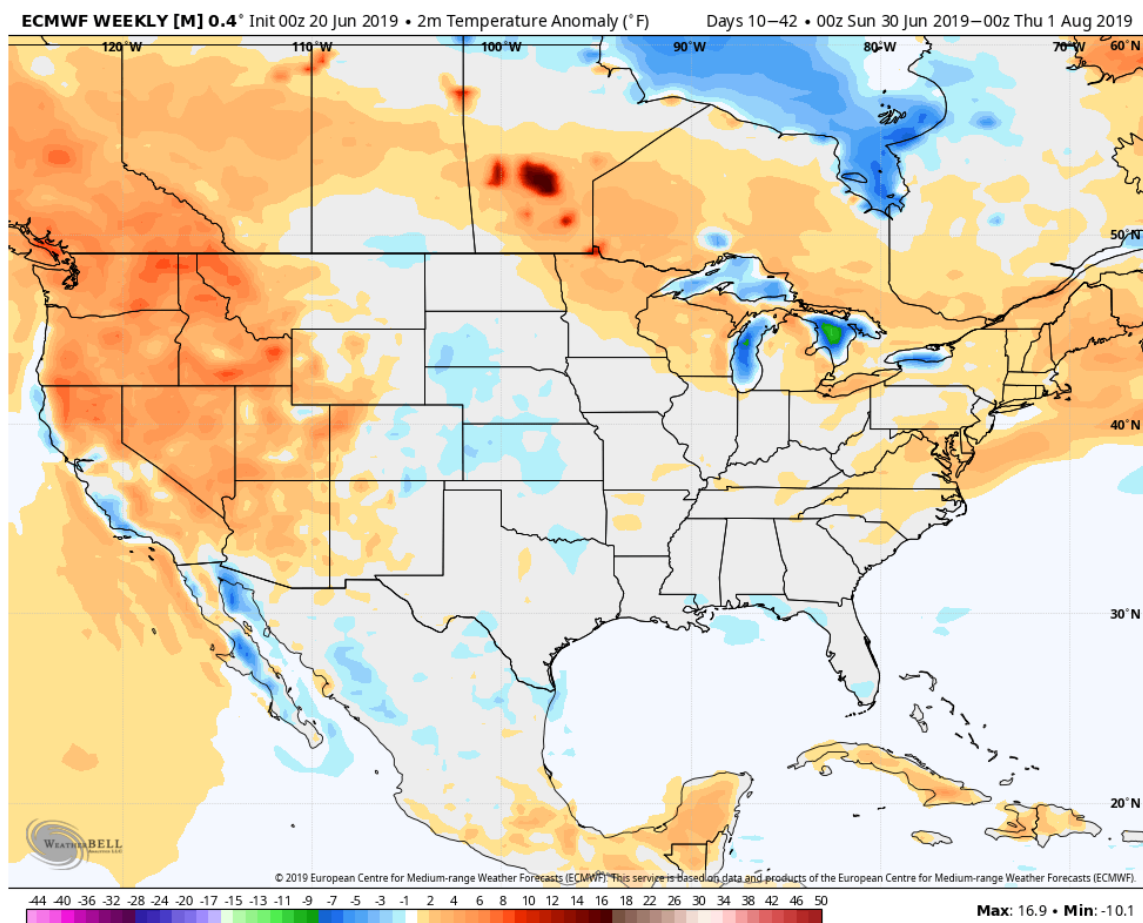 ECMWF WEEKLY [M] 0.4° Init 00z 20 Jun 2019 • 2m Temperature Anomaly (°F) Days 10−42 • 00z Sun 30 Jun 2019−00z Thu 1 Aug 2019
120°W 110°W 100°W 90°W 80°W 70°W 60°N
50°N
40°N
30°N
20°N
WEATHERBELL
© 2019 European Centre for Medium-range Weather Forecasts (ECMWF). This service is based on data and products of the European Centre for Medium-range Weather Forecasts (ECMWF).
-44 -40 -36 -32 -28 -24 -20 -17 -15 -13 -11 -9 -7 -5 -3 -1 2 4 6 8 10 12 14 16 18 22 26 30 34 38 42 46 50 Max: 16.9 • Min: -10.1